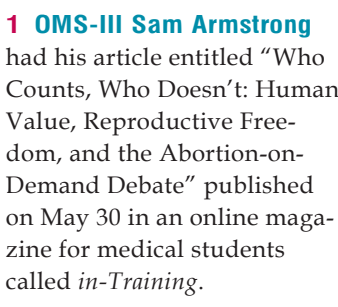 1 OMS-III Sam Armstrong
had his article entitled “Who
Counts, Who Doesn’t: Human
Value, Reproductive Free-
dom, and the Abortion-on-
Demand Debate” published
on May 30 in an online maga-
zine for medical students
called in-Training.